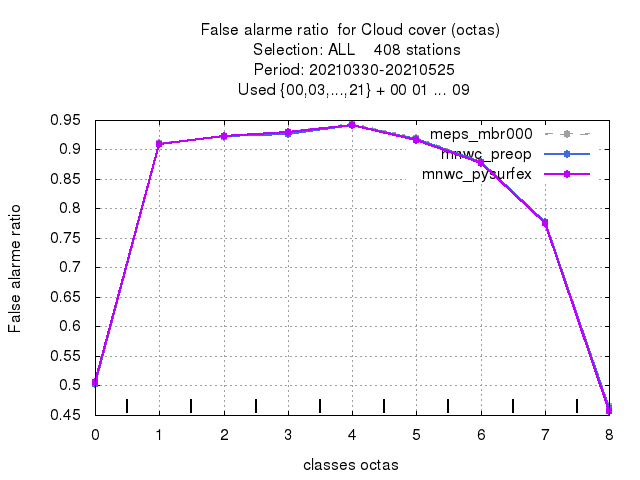 False alarme ratio  for Cloud cover (octas)
Selection: ALL    408 stations
Period: 20210330-20210525
Used {00,03,...,21} + 00 01 ... 09
meps_mbr000
mnwc_preop
mnwc_pysurfex
False alarme ratio
0.95
0.9
0.85
0.8
0.75
0.7
0.65
0.6
0.55
0.5
0.45
0 1 2 3 4 5 6 7 8
classes octas